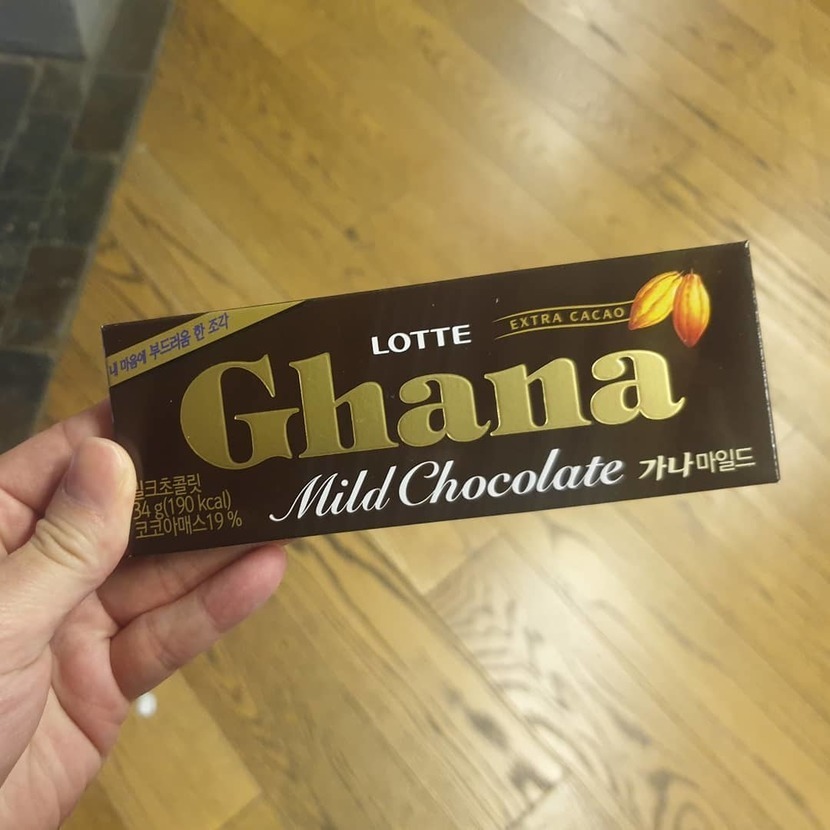 내 마음에 부드러움 한 조각
LOTTE
EXTRA CACAO
Ghana
Mild Chocolate
가나마일드
34 g(190 kcal)
코코아매스19 %